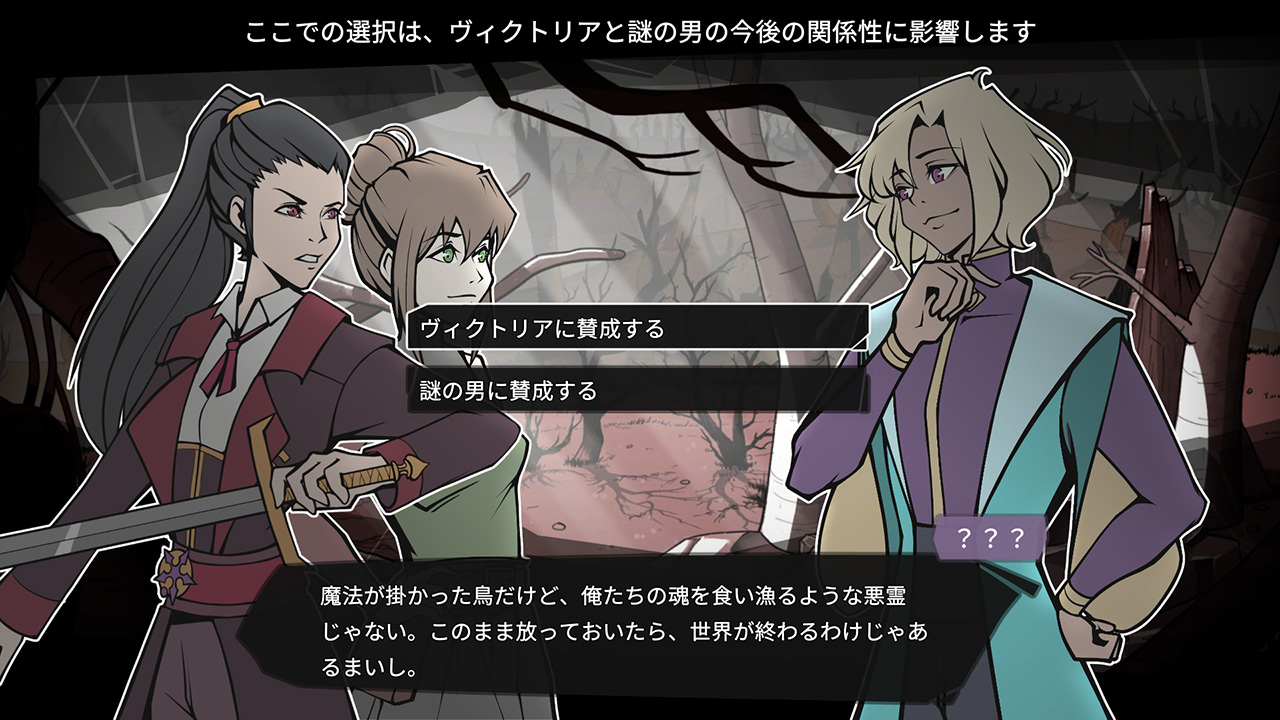 ここでの選択は、ヴィクトリアと謎の男の今後の関係性に影響します
ヴィクトリアに賛成する
謎の男に賛成する
？？？
魔法が掛かった鳥だけど、俺たちの魂を食い漁るような悪霊
じゃない。このまま放っておいたら、世界が終わるわけじゃあ
るまいし。